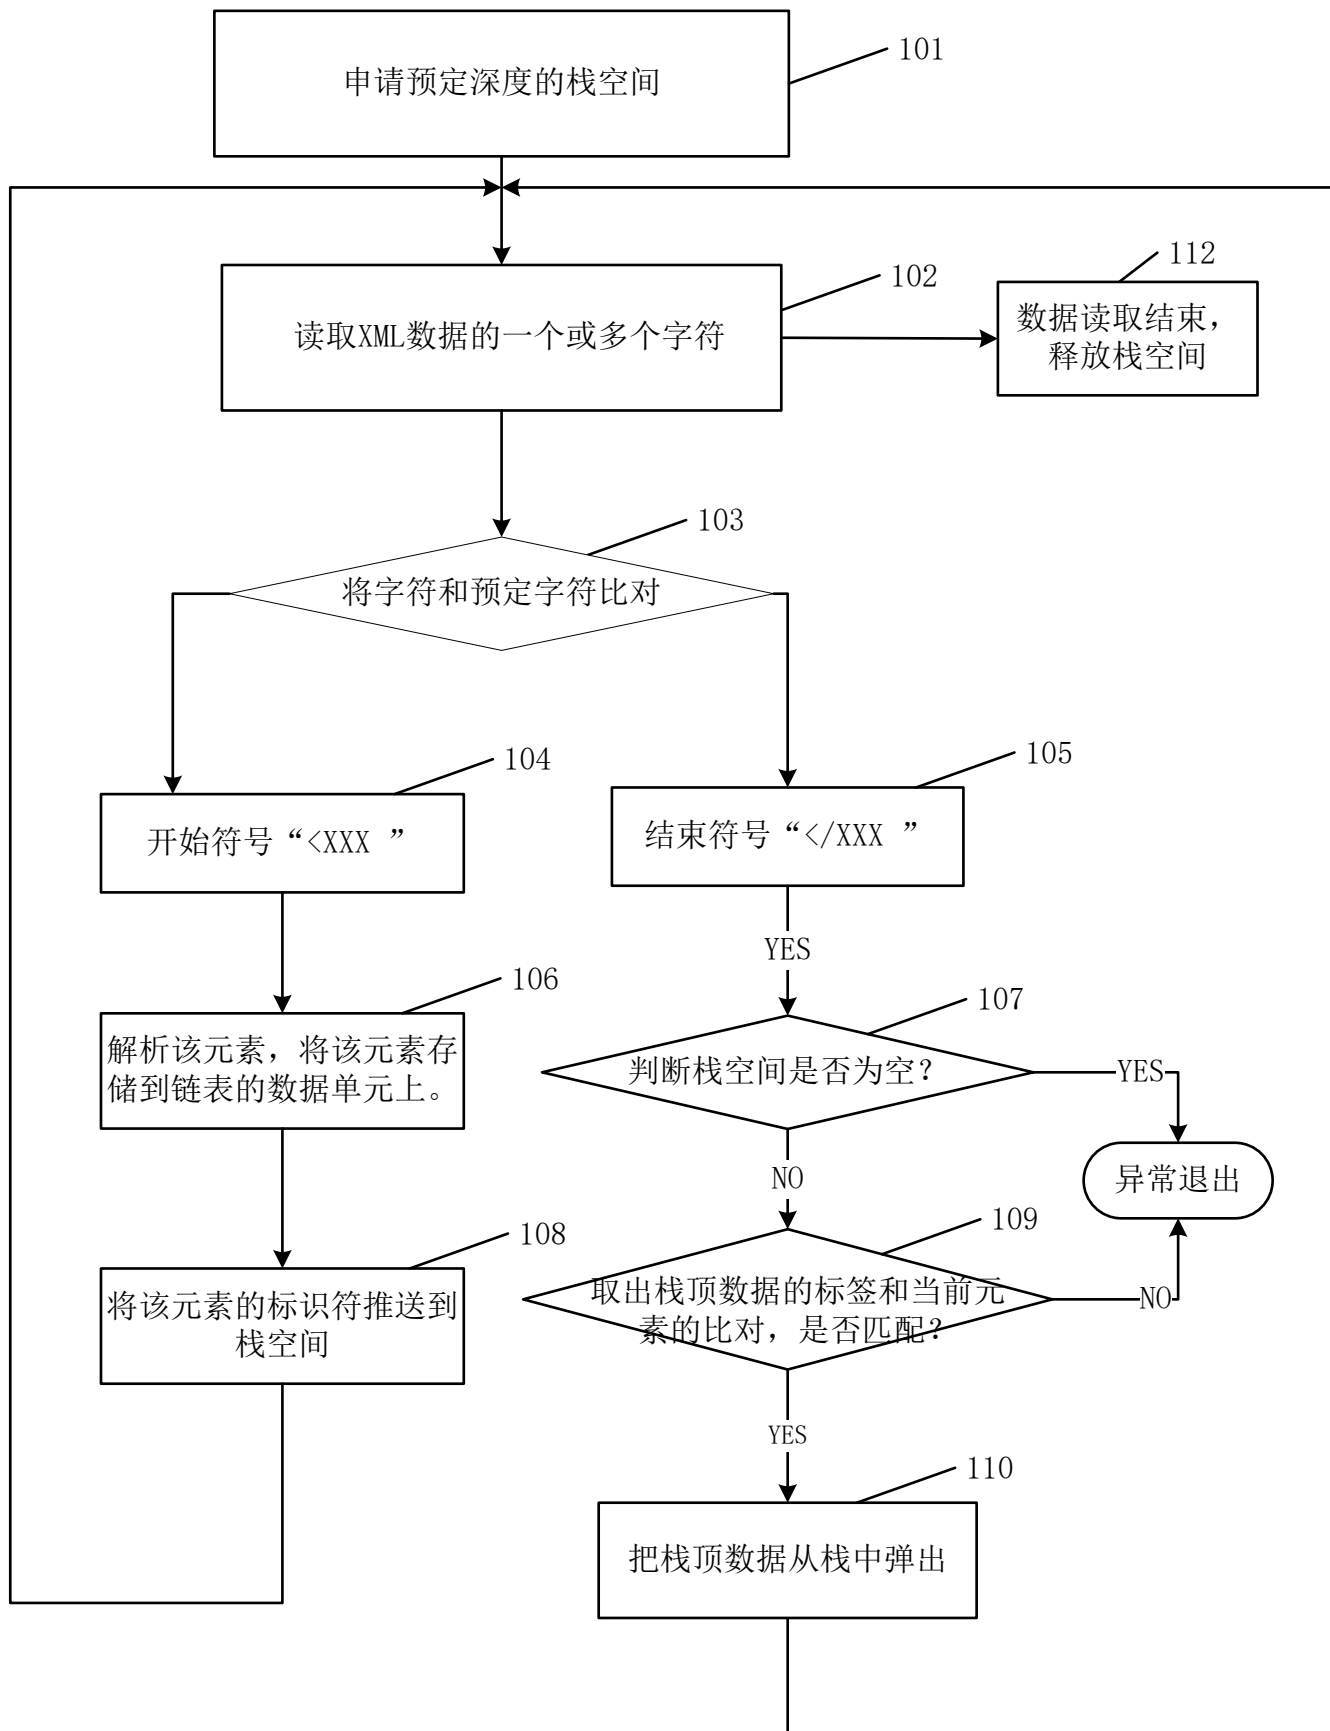 申请预定深度的栈空间
101
读取XML数据的一个或多个字符
102
数据读取结束，
释放栈空间
112
将字符和预定字符比对
103
开始符号“<XXX ”
104
结束符号“</XXX ”
105
YES
解析该元素，将该元素存
储到链表的数据单元上。
106
判断栈空间是否为空？
107
YES
NO
异常退出
将该元素的标识符推送到
栈空间
108
取出栈顶数据的标签和当前元
素的比对，是否匹配？
109
NO
YES
把栈顶数据从栈中弹出
110